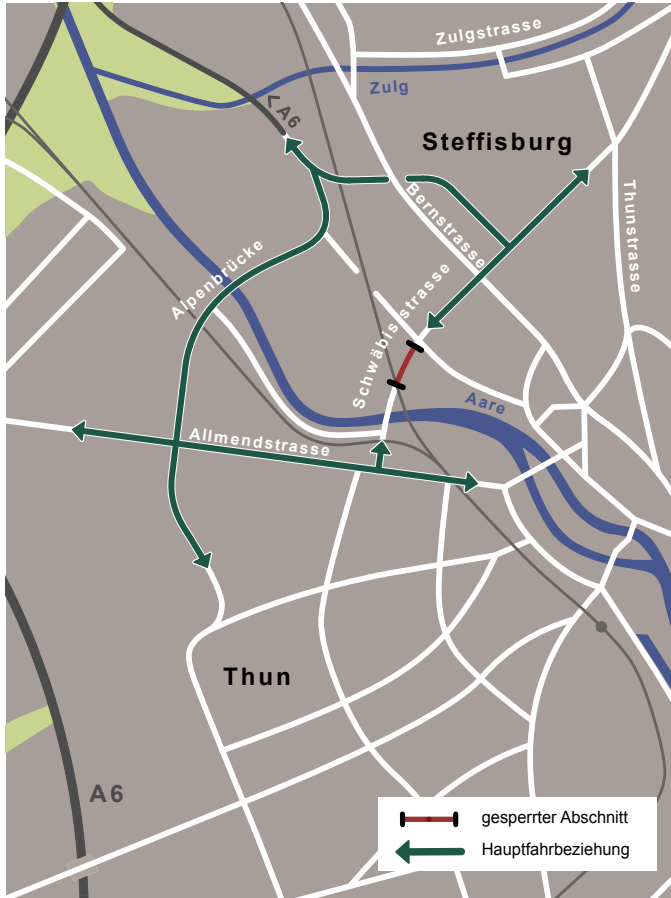 Zulgstrasse
Zulg
< A6
Steffisburg
Bernstrasse
Thunstrasse
Alpenbrücke
Schwäbisstrasse
Aare
Allmendstrasse
Thun
A6
gesperrter Abschnitt
Hauptfahrbeziehung